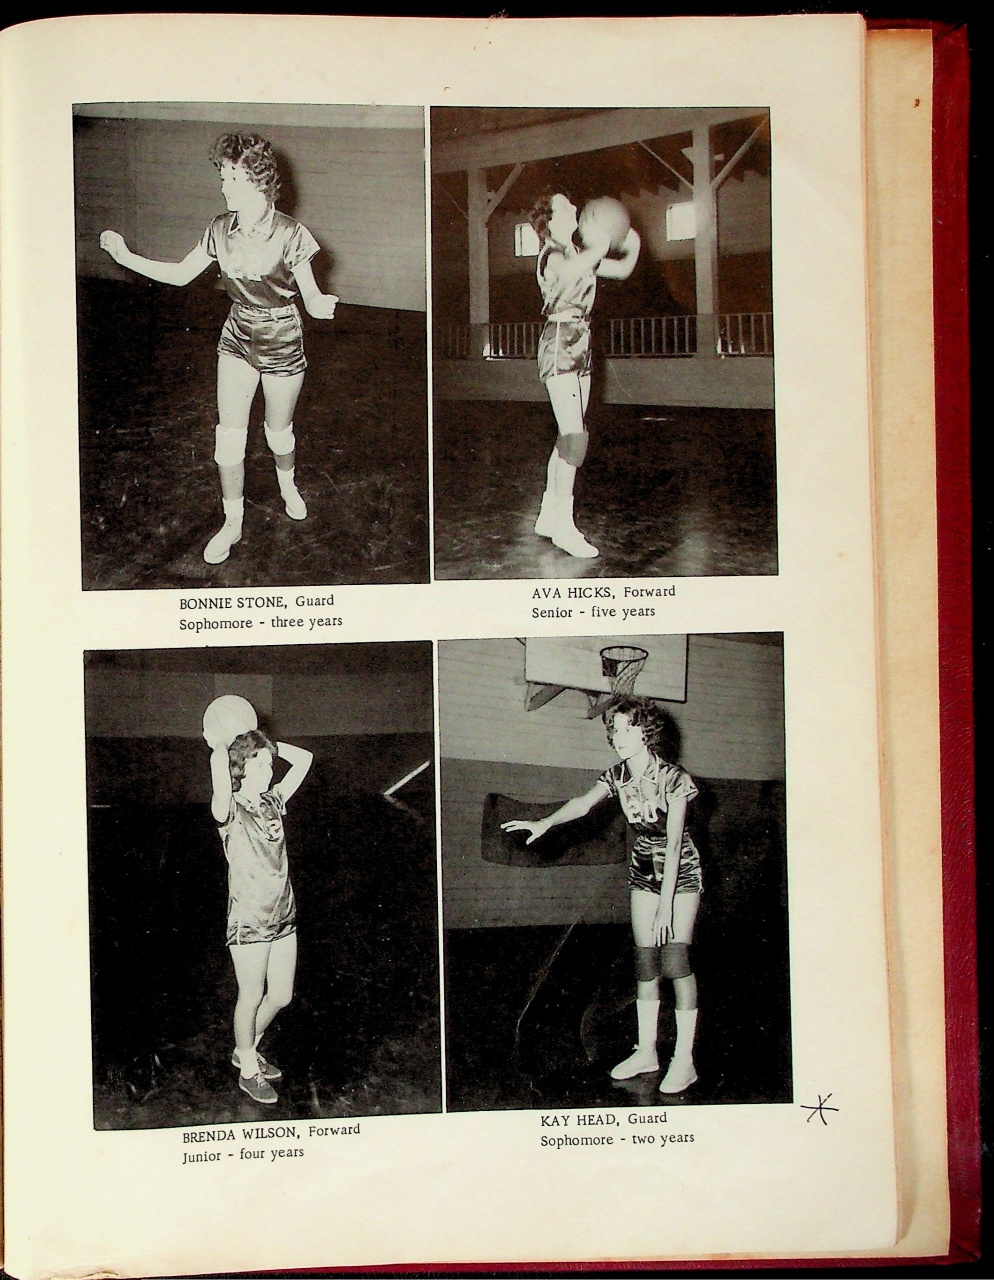 BONNIE STONE, Guard
Sophomore - three years
AVA HICKS, Forward
Senior - five years
BRENDA WILSON, Forward
Junior - four years
KAY HEAD, Guard
Sophomore - two years